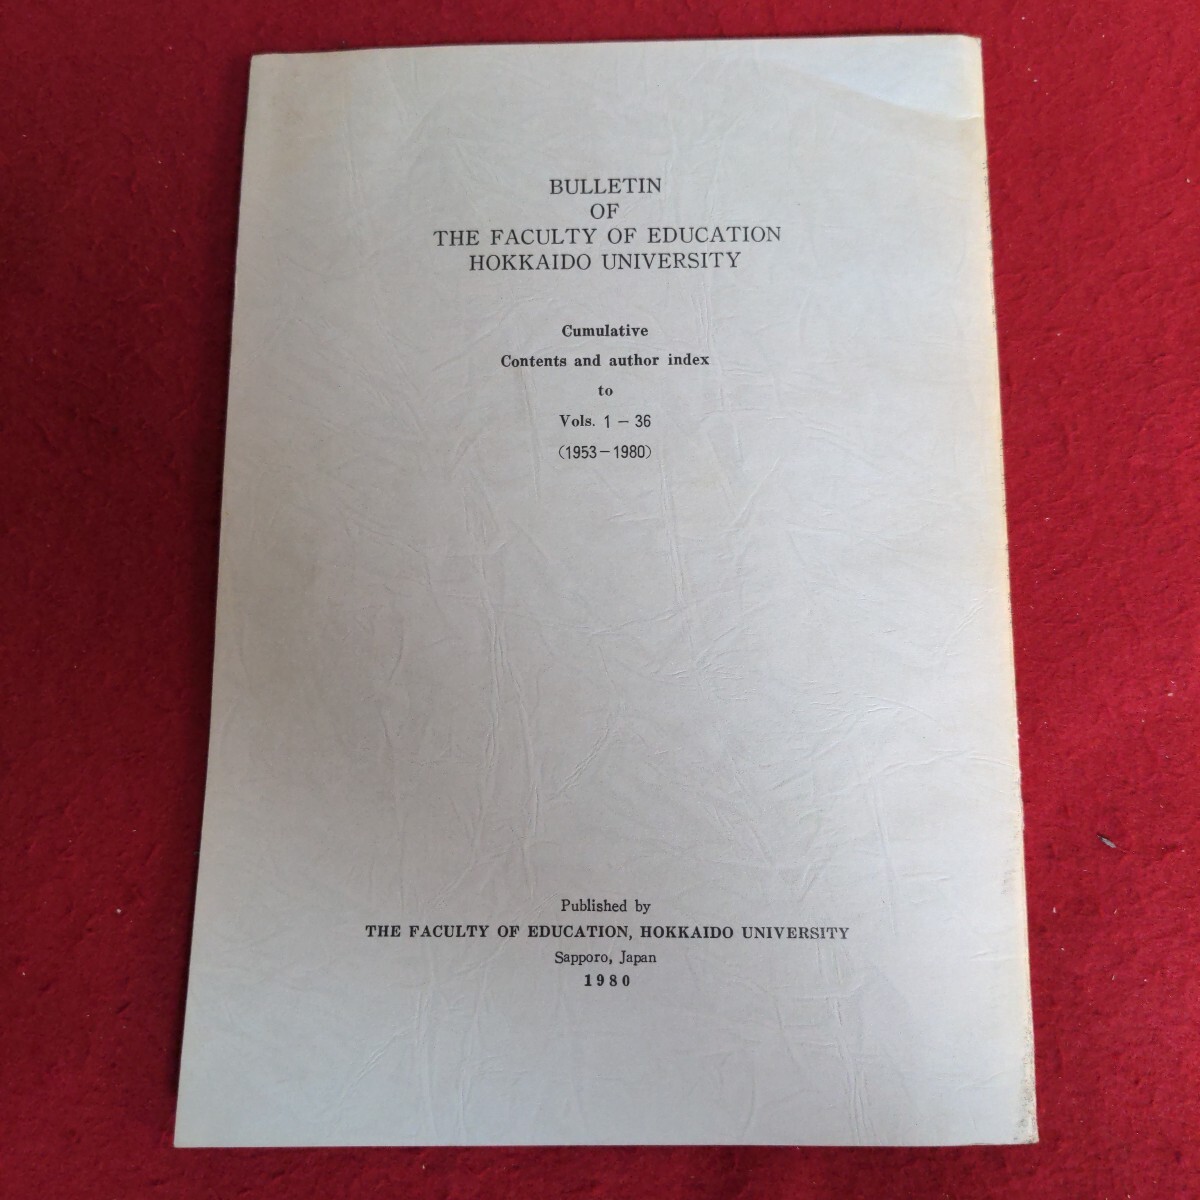 BULLETIN
OF
THE FACULTY OF EDUCATION
HOKKAIDO UNIVERSITY
Cumulative
Contents and author index
to
Vols. 1 － 36
（1953－1980）
Published by
THE FACULTY OF EDUCATION, HOKKAIDO UNIVERSITY
Sapporo, Japan
1980